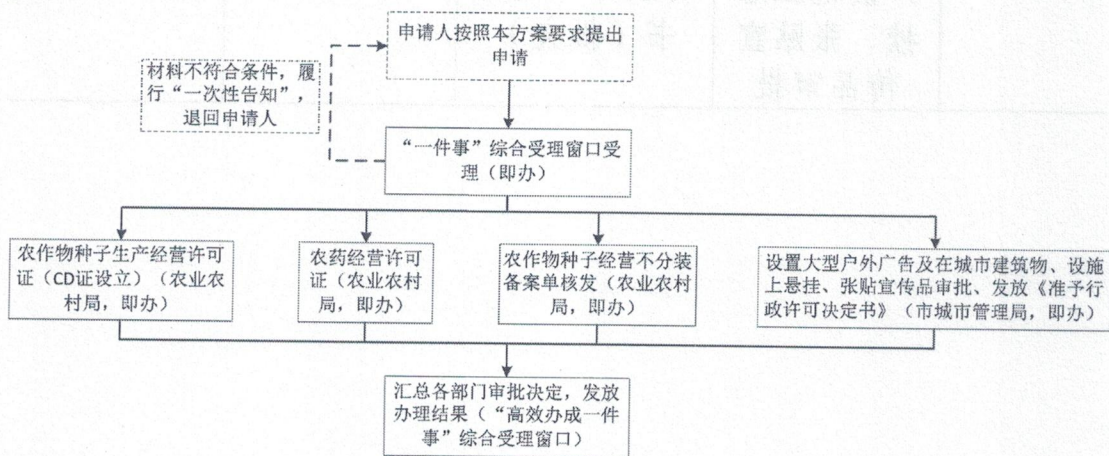 申请人按照本方案要求提出
申请
材料不符合条件，履
行“一次性告知”，
退回申请人
“一件事”综合受理窗口受
理（即办）
农作物种子生产经营许可
证（CD证设立）（农业农
村局，即办）
农药经营许可
证（农业农村
局，即办）
农作物种子经营不分装
备案单核发（农业农村
局，即办）
设置大型户外广告及在城市建筑物、设施
上悬挂、张贴宣传品审批、发放《准予行
政许可决定书》（市城市管理局，即办）
汇总各部门审批决定，发放
办理结果（“高效办成一件
事”综合受理窗口）